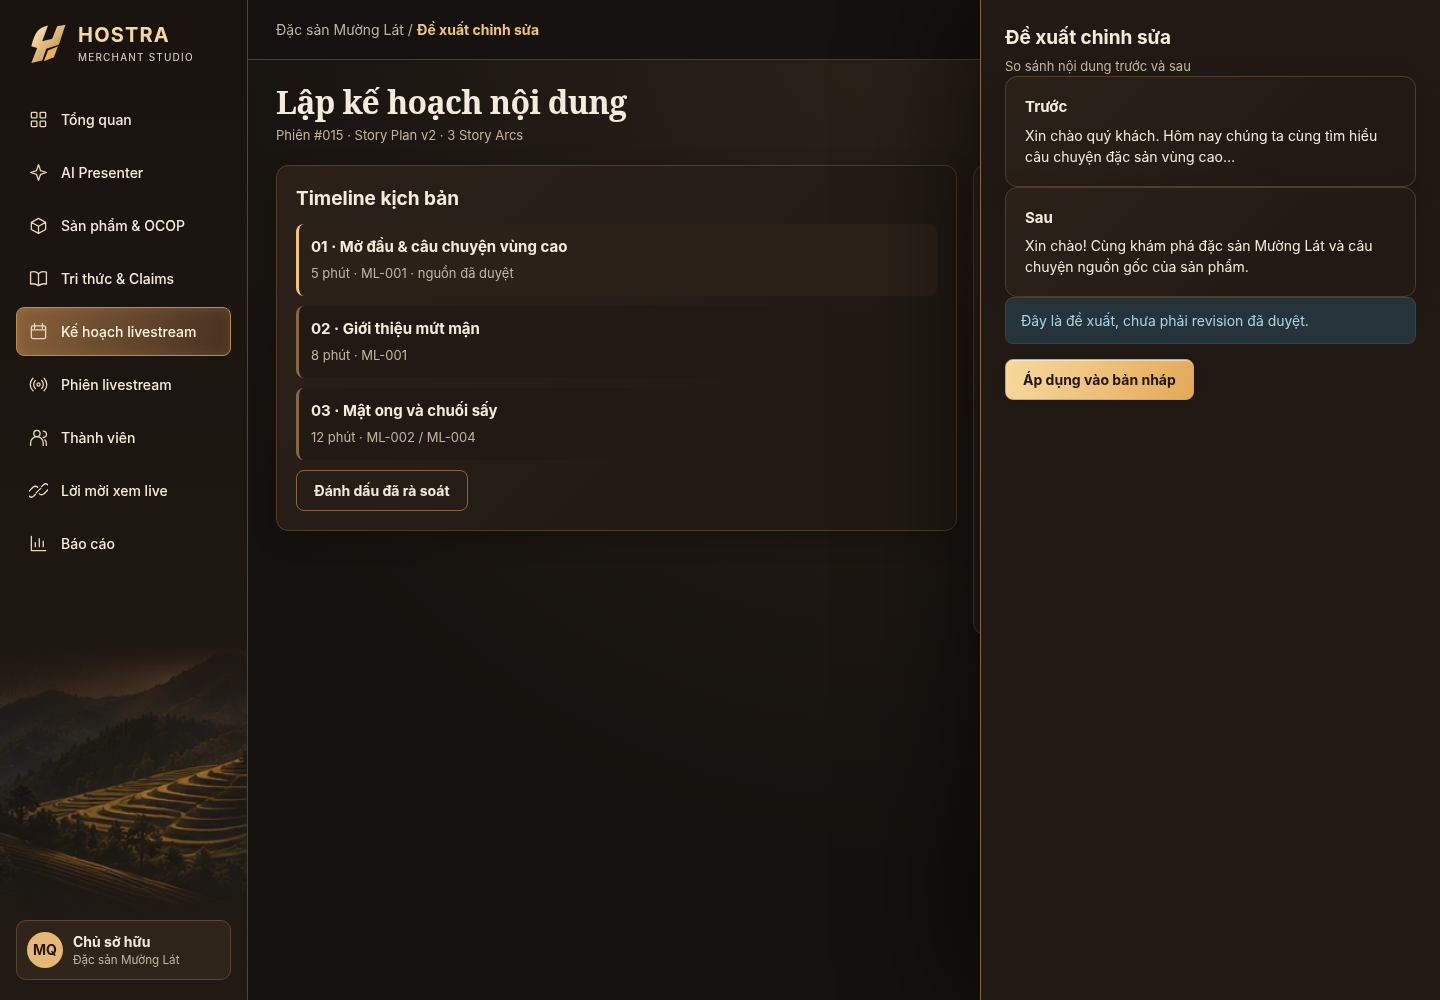 HOSTRA
MERCHANT STUDIO
Tổng quan
AI Presenter
Sản phẩm & OCOP
Tri thức & Claims
Kế hoạch livestream
Phiên livestream
Thành viên
Lời mời xem live
Báo cáo
MQ
Chủ sở hữu
Đặc sản Mường Lát
Đặc sản Mường Lát / Đề xuất chỉnh sửa
Lập kế hoạch nội dung
Phiên #015 · Story Plan v2 · 3 Story Arcs
Timeline kịch bản
01 · Mở đầu & câu chuyện vùng cao
5 phút · ML-001 · nguồn đã duyệt
02 · Giới thiệu mứt mận
8 phút · ML-001
03 · Mật ong và chuối sấy
12 phút · ML-002 / ML-004
Đánh dấu đã rà soát
Đề xuất chỉnh sửa
So sánh nội dung trước và sau
Trước
Xin chào quý khách. Hôm nay chúng ta cùng tìm hiểu
câu chuyện đặc sản vùng cao...
Sau
Xin chào! Cùng khám phá đặc sản Mường Lát và câu
chuyện nguồn gốc của sản phẩm.
Đây là đề xuất, chưa phải revision đã duyệt.
Áp dụng vào bản nháp